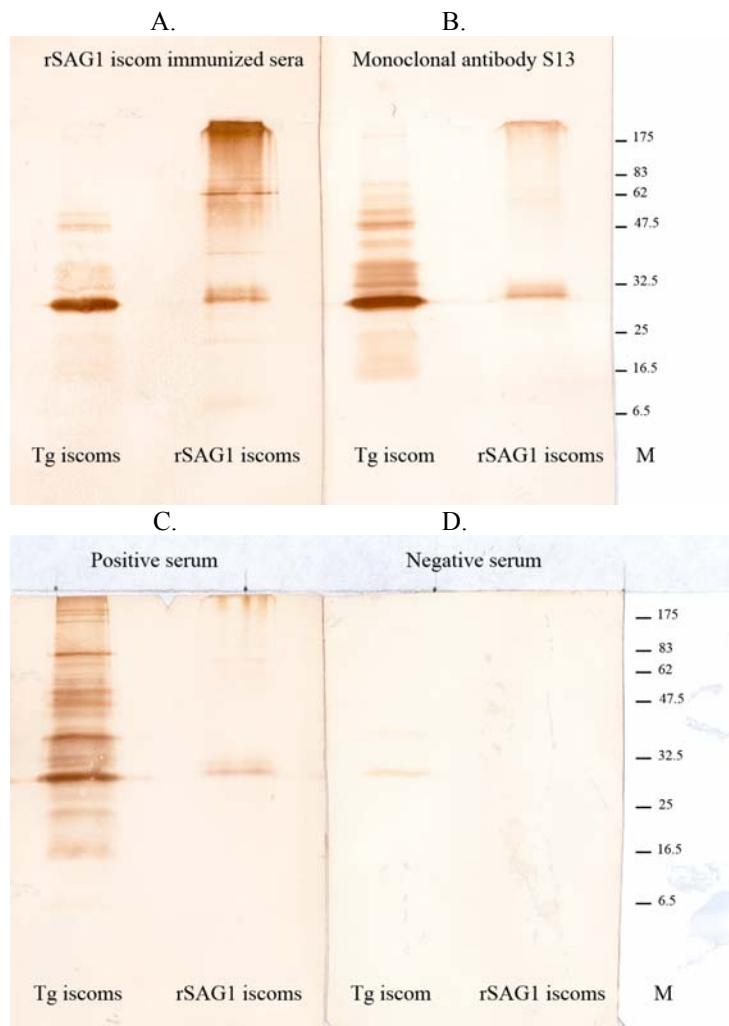 A. B.
rSAG1 iscom immunized sera Monoclonal antibody S13
175
83
62
47.5
32.5
25
16.5
6.5
Tg iscoms rSAG1 iscoms Tg iscom rSAG1 iscoms M
C. D.
Positive serum Negative serum
175
83
62
47.5
32.5
25
16.5
6.5
Tg iscoms rSAG1 iscoms Tg iscom rSAG1 iscoms M